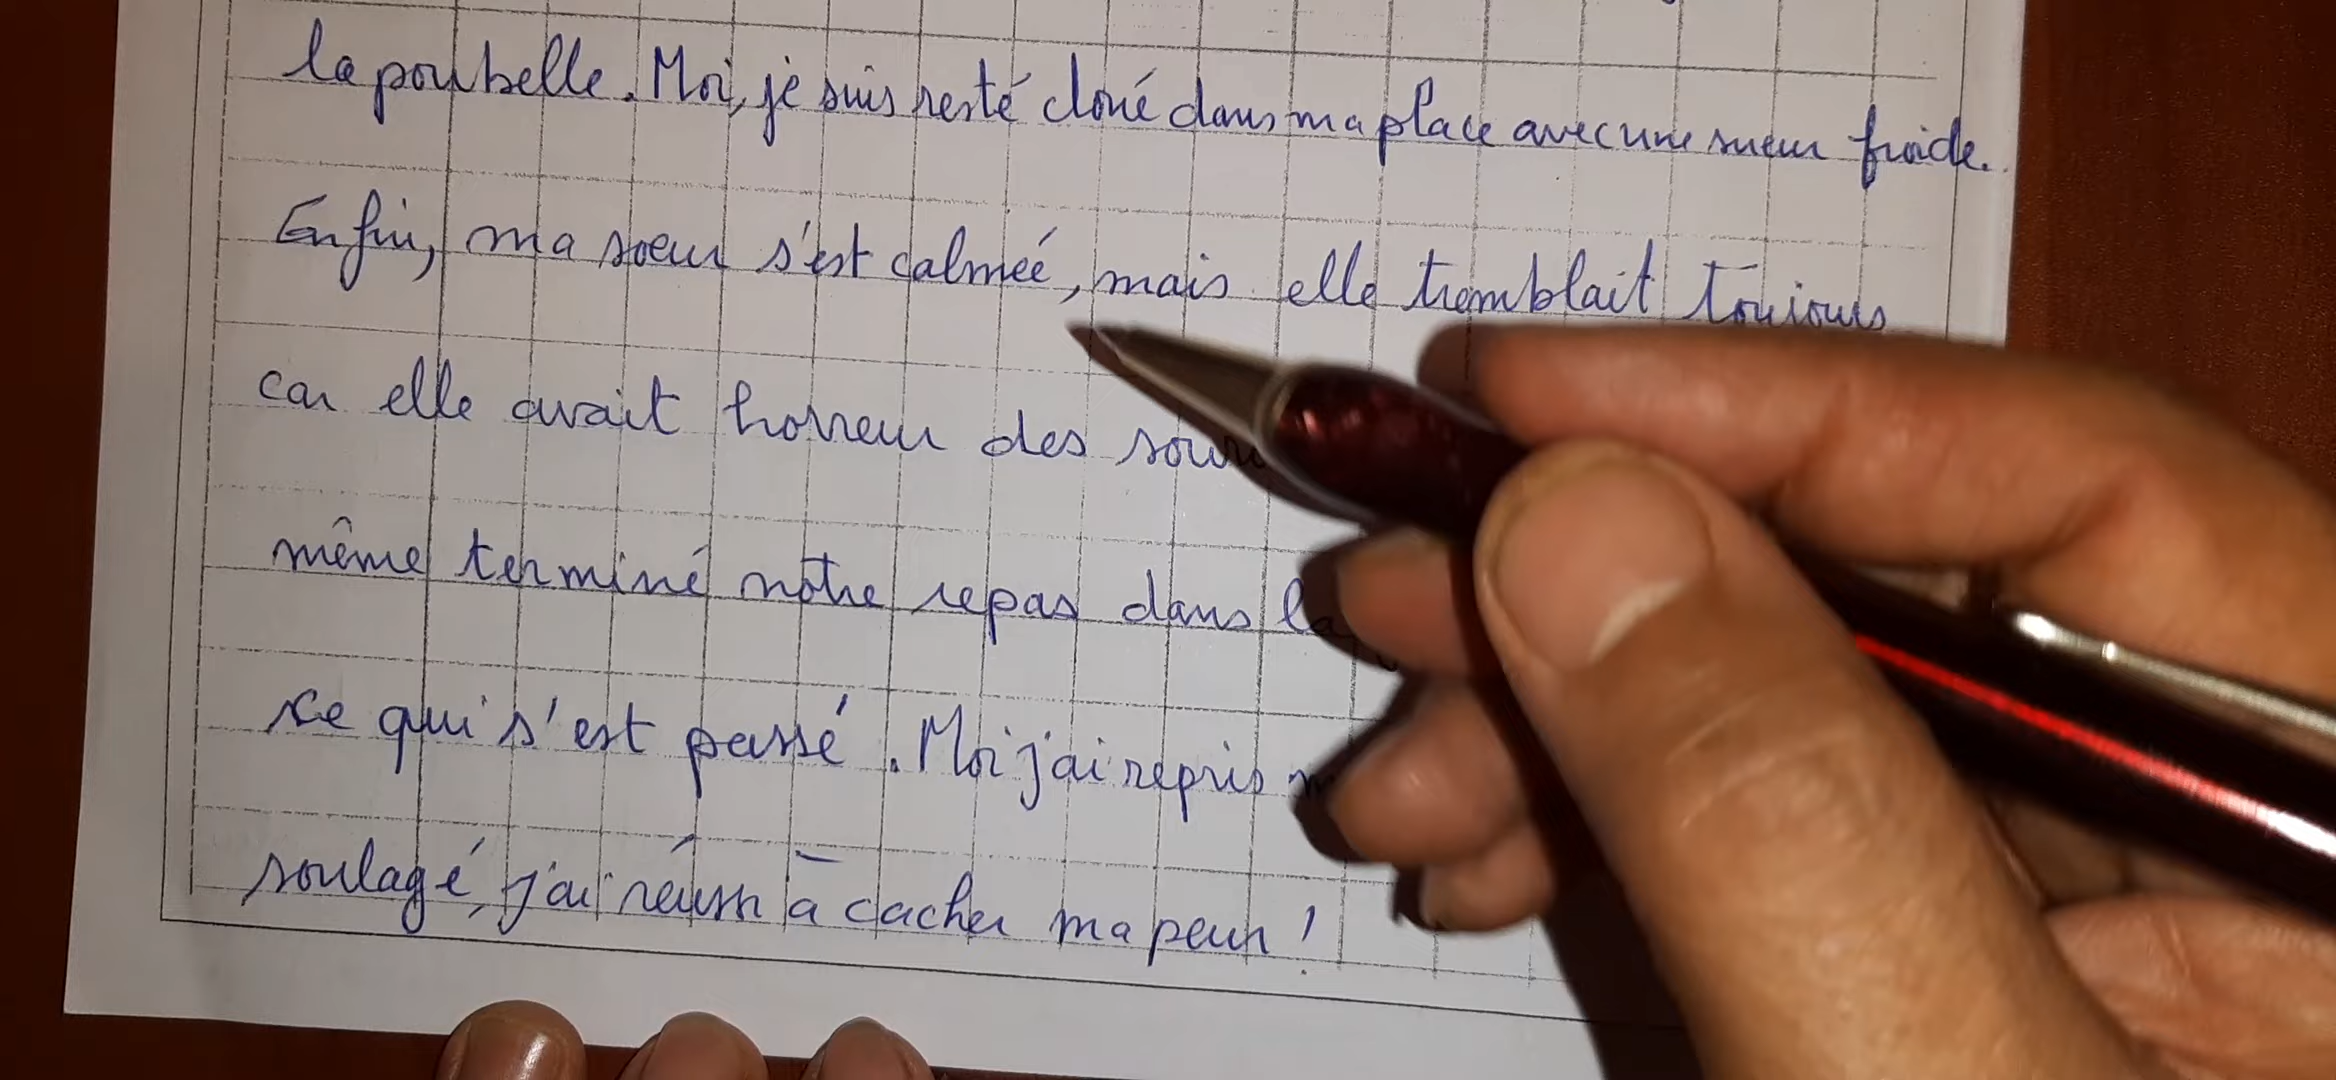 la poubelle. Moi, je suis resté cloué dans ma place avec une sueur froide.
Enfin, ma soeur s'est calmée, mais elle tremblait toujours
car elle avait horreur des
même terminé notre repas dans la
ce qui s'est passé. Moi j'ai repris
soulagé, j'ai réussi à cacher ma peur !